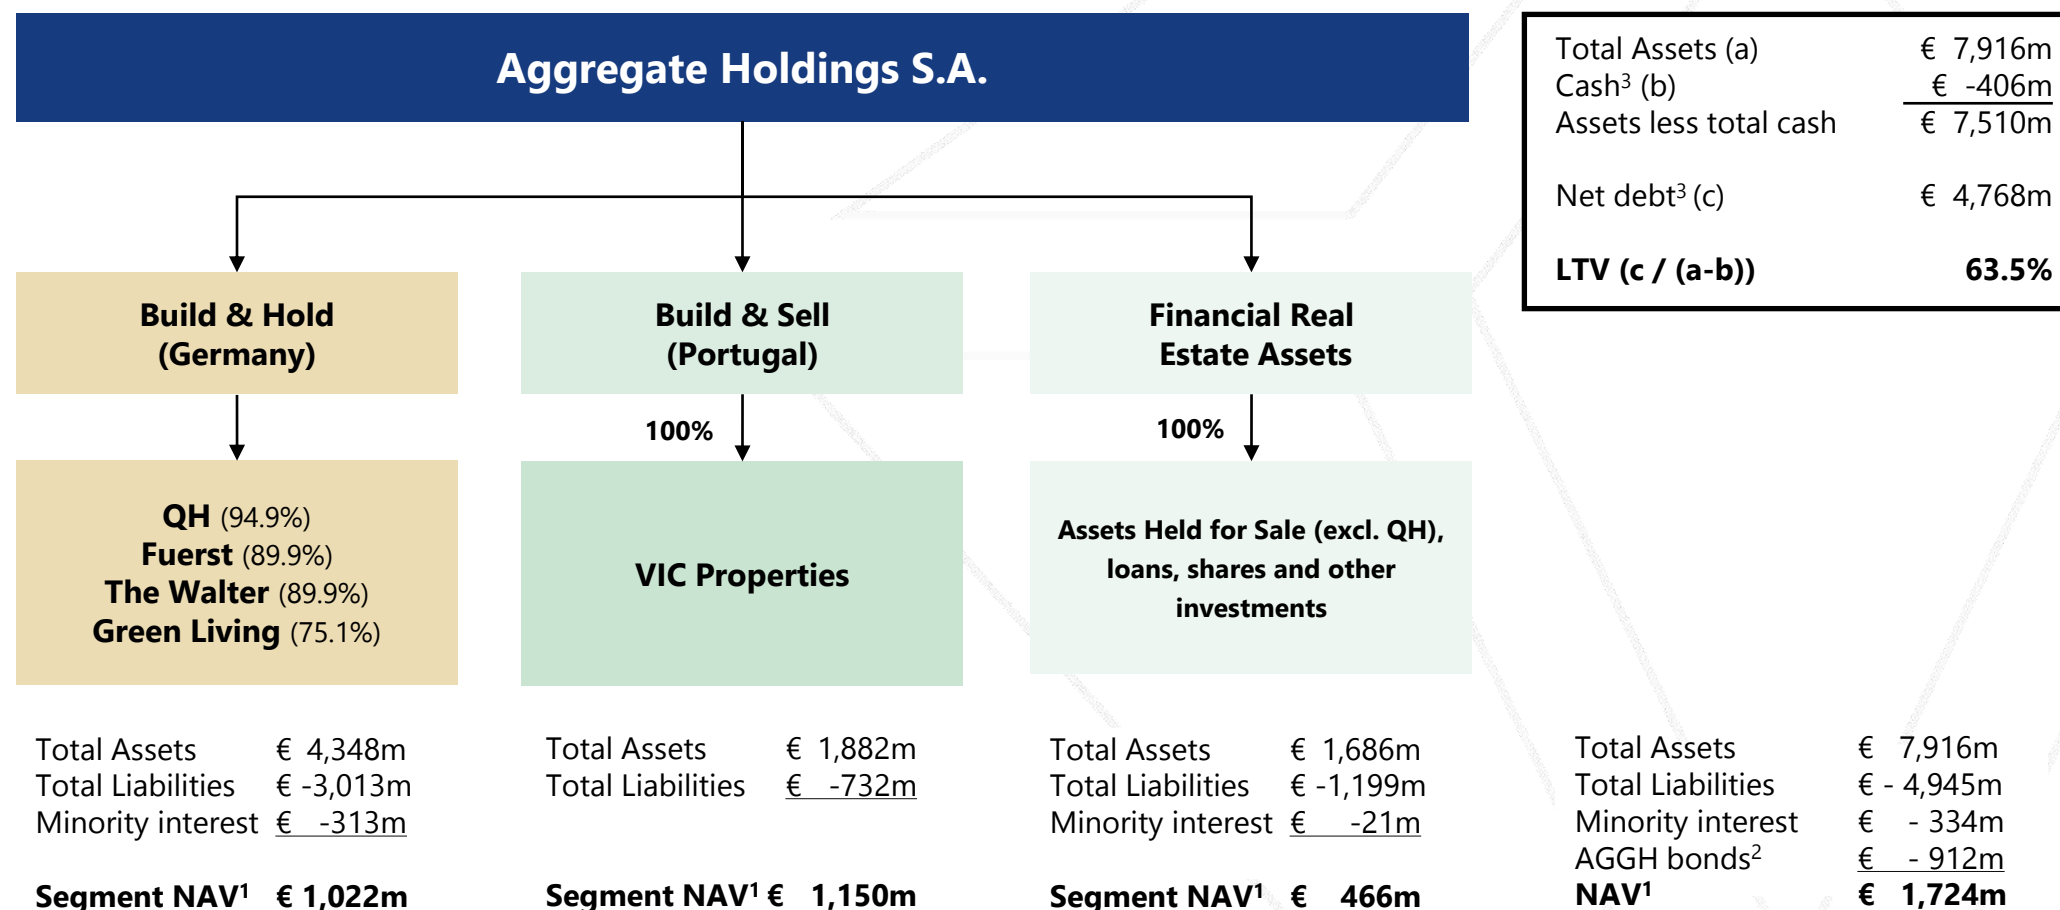 Aggregate Holdings S.A.
Total Assets (a) € 7,916m
Cash³ (b) € -406m
Assets less total cash € 7,510m
Net debt³ (c) € 4,768m
LTV (c / (a-b)) 63.5%
Build & Hold
(Germany)
Build & Sell
(Portugal)
Financial Real
Estate Assets
100%
100%
QH (94.9%)
Fuerst (89.9%)
The Walter (89.9%)
Green Living (75.1%)
VIC Properties
Assets Held for Sale (excl. QH),
loans, shares and other
investments
Total Assets € 4,348m
Total Liabilities € -3,013m
Minority interest € -313m
Segment NAV¹ € 1,022m
Total Assets € 1,882m
Total Liabilities € -732m
Segment NAV¹ € 1,150m
Total Assets € 1,686m
Total Liabilities € -1,199m
Minority interest € -21m
Segment NAV¹ € 466m
Total Assets € 7,916m
Total Liabilities € - 4,945m
Minority interest € - 334m
AGGH bonds² € - 912m
NAV¹ € 1,724m